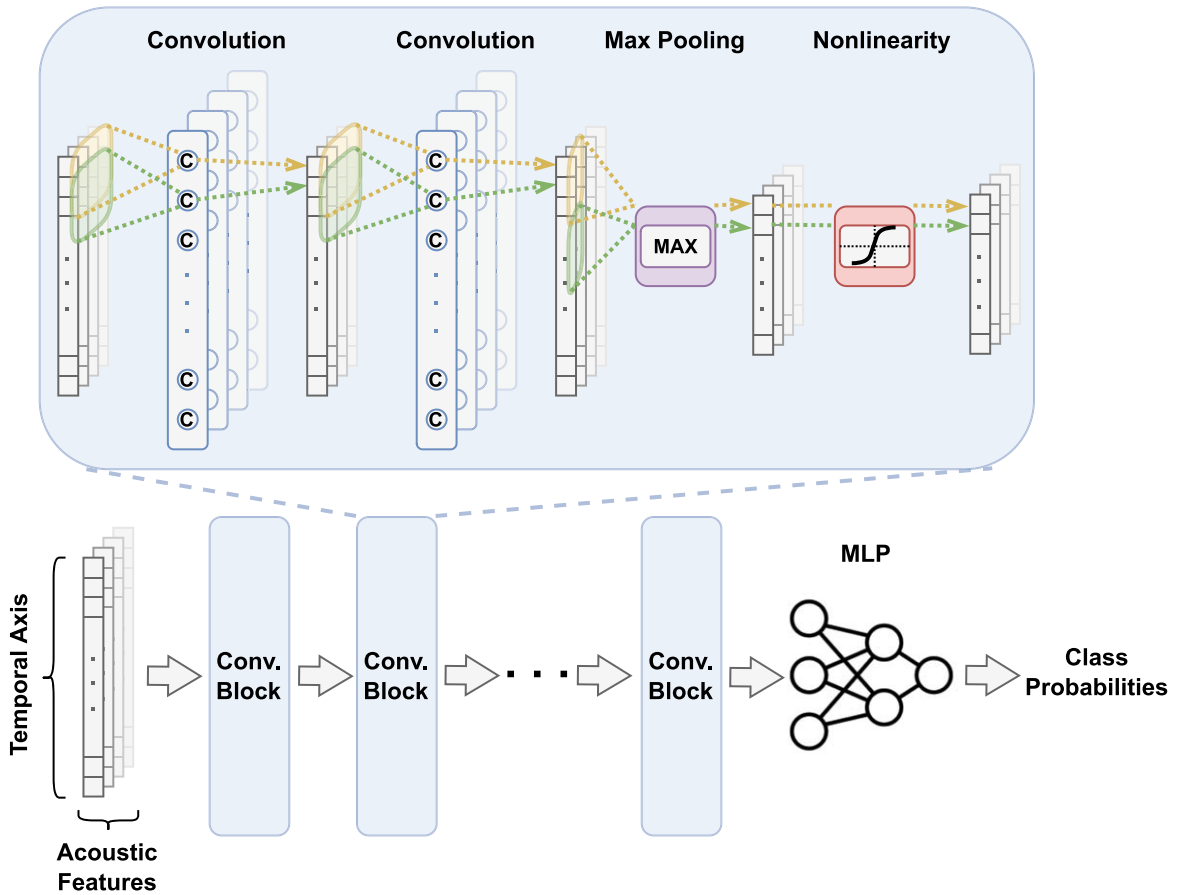 Convolution
Convolution
Max Pooling
Nonlinearity
C
C
C
C
C
C
C
C
C
C
MAX
MLP
Temporal Axis
Conv.
Block
Conv.
Block
. . .
Conv.
Block
Class
Probabilities
Acoustic
Features